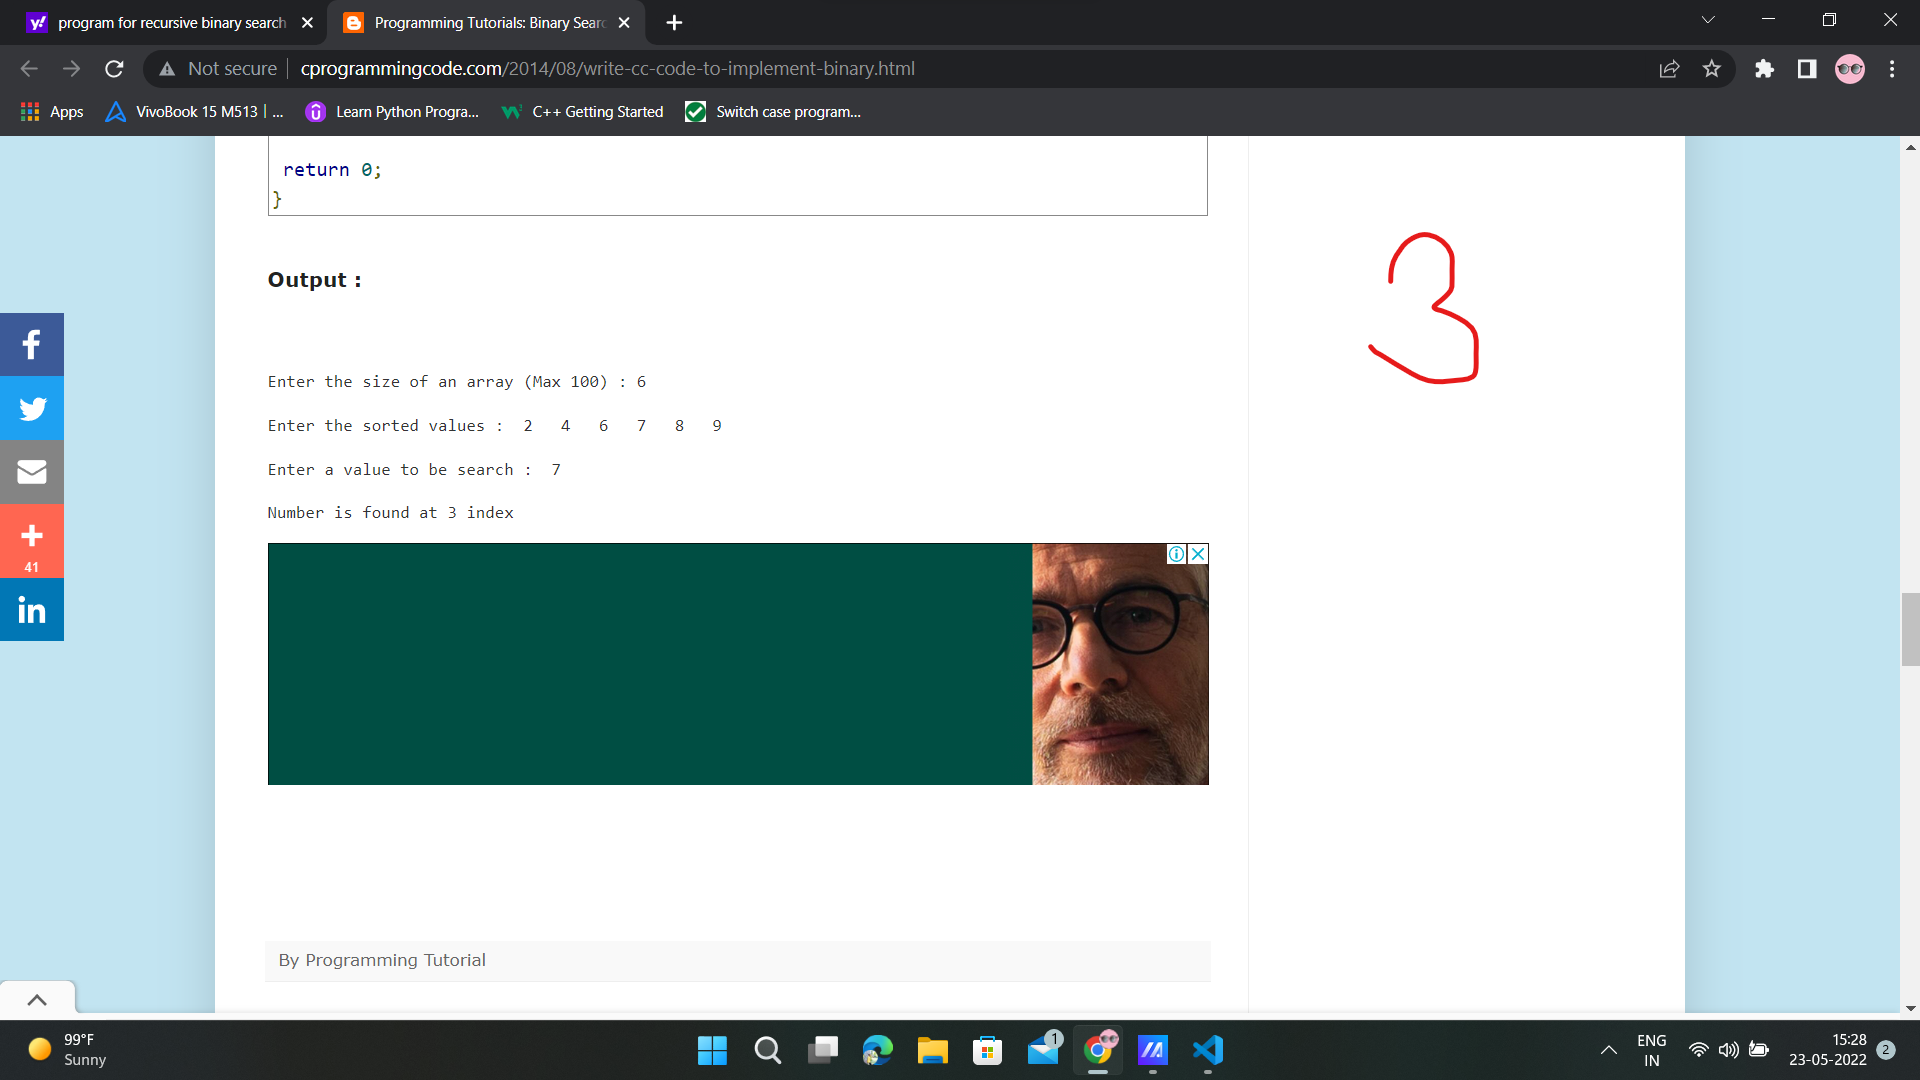 program for recursive binary search
Programming Tutorials: Binary Sear
Not secure
cprogrammingcode.com/2014/08/write-cc-code-to-implement-binary.html
Apps
VivoBook 15 M513 | ...
Learn Python Progra...
C++ Getting Started
Switch case program...
return 0;
}
Output :
3
Enter the size of an array (Max 100) : 6
Enter the sorted values : 2 4 6 7 8 9
Enter a value to be search : 7
Number is found at 3 index
41
in
By Programming Tutorial
99°F
Sunny
1
ENG
IN
15:28
23-05-2022
2